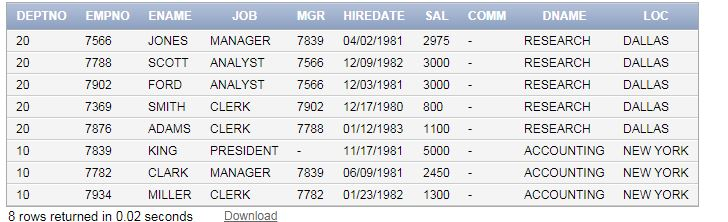 DEPTNO EMPNO ENAME JOB MGR HIREDATE SAL COMM DNAME LOC
20 7566 JONES MANAGER 7839 04/02/1981 2975 - RESEARCH DALLAS
20 7788 SCOTT ANALYST 7566 12/09/1982 3000 - RESEARCH DALLAS
20 7902 FORD ANALYST 7566 12/03/1981 3000 - RESEARCH DALLAS
20 7369 SMITH CLERK 7902 12/17/1980 800 - RESEARCH DALLAS
20 7876 ADAMS CLERK 7788 01/12/1983 1100 - RESEARCH DALLAS
10 7839 KING PRESIDENT - 11/17/1981 5000 - ACCOUNTING NEW YORK
10 7782 CLARK MANAGER 7839 06/09/1981 2450 - ACCOUNTING NEW YORK
10 7934 MILLER CLERK 7782 01/23/1982 1300 - ACCOUNTING NEW YORK
8 rows returned in 0.02 seconds Download